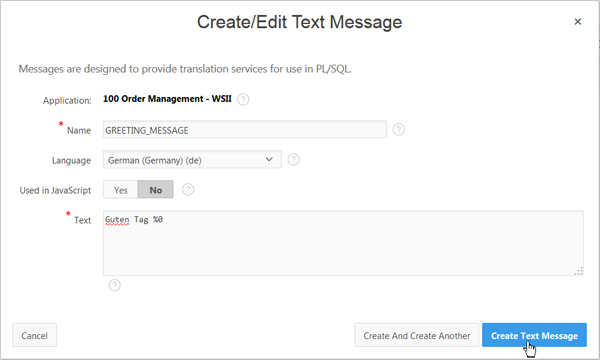 Create/Edit Text Message
×
Messages are designed to provide translation services for use in PL/SQL.
Application: 100 Order Management - WSII ?
* Name GREETING_MESSAGE ?
Language German (Germany) (de) ?
Used in JavaScript Yes No ?
* Text Guten Tag %0
?
Cancel Create And Create Another Create Text Message